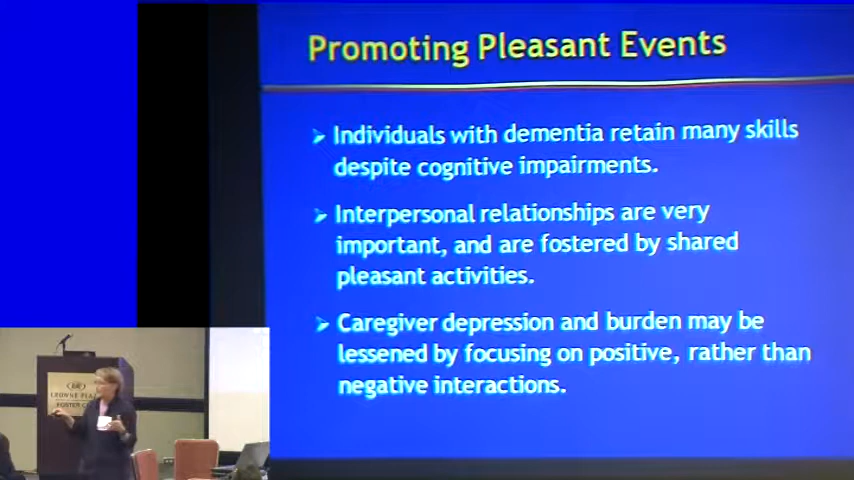 Promoting Pleasant Events
➢ Individuals with dementia retain many skills
despite cognitive impairments.
➢ Interpersonal relationships are very
important, and are fostered by shared
pleasant activities.
➢ Caregiver depression and burden may be
lessened by focusing on positive, rather than
negative interactions.
CROWNE PLAZA
FOSTER